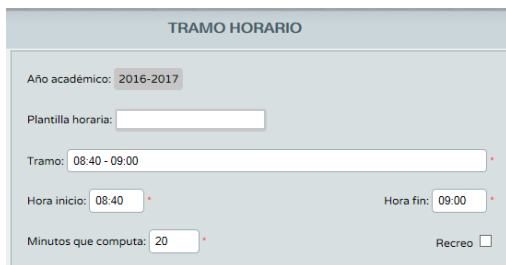 TRAMO HORARIO
Año académico: 2016-2017
Plantilla horaria:
Tramo: 08:40 - 09:00 *
Hora inicio: 08:40 * Hora fin: 09:00 *
Minutos que computa: 20 * Recreo